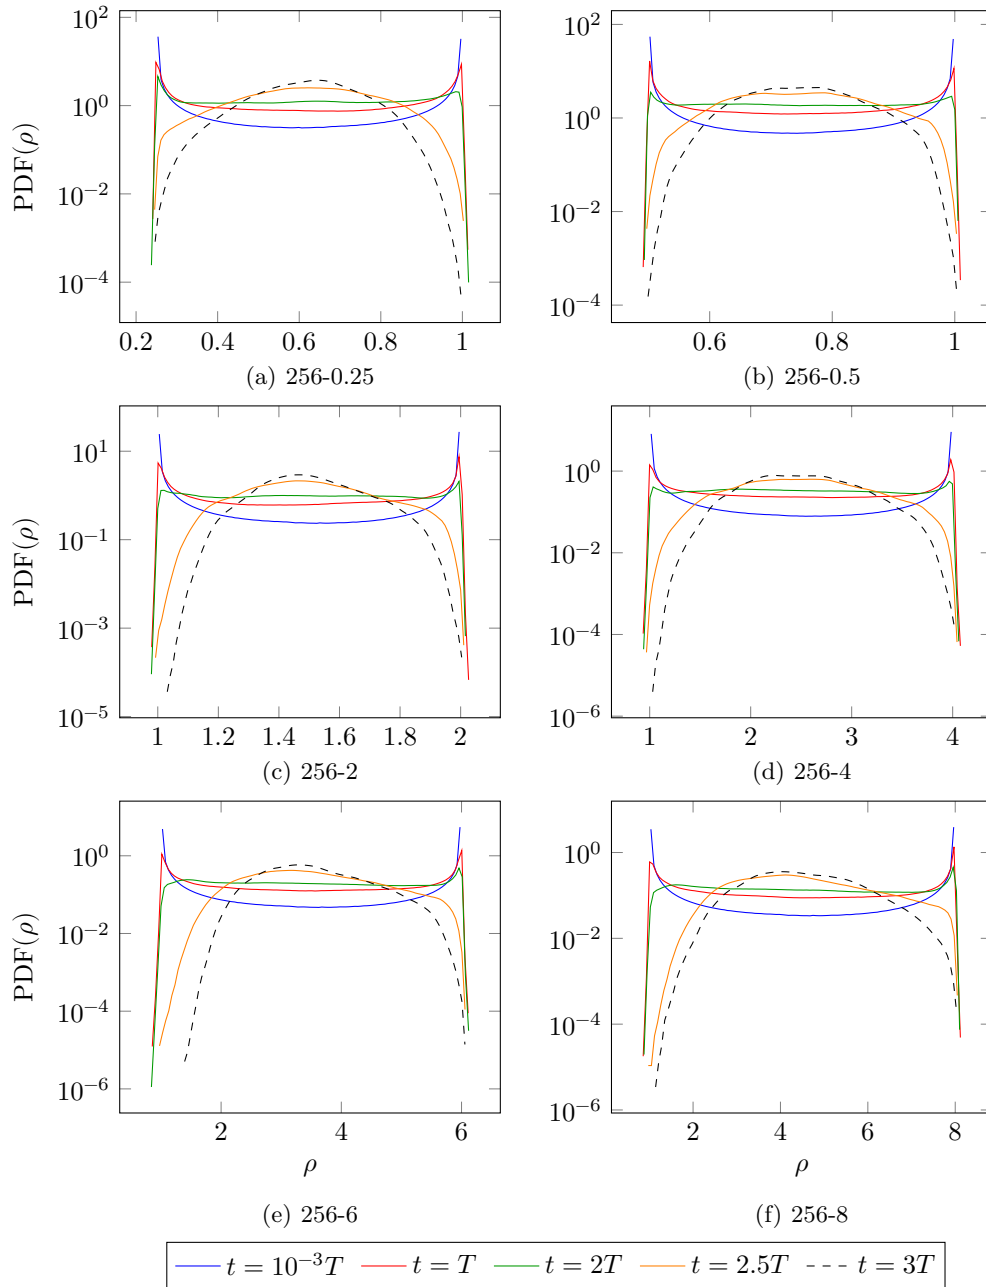 10^2
10^0
10^−2
10^−4
PDF(ρ)
0.2 0.4 0.6 0.8 1
(a) 256-0.25
10^2
10^0
10^−2
10^−4
0.6 0.8 1
(b) 256-0.5
10^1
10^−1
10^−3
10^−5
PDF(ρ)
1 1.2 1.4 1.6 1.8 2
(c) 256-2
10^0
10^−2
10^−4
10^−6
1 2 3 4
(d) 256-4
10^0
10^−2
10^−4
10^−6
PDF(ρ)
2 4 6
ρ
(e) 256-6
10^0
10^−2
10^−4
10^−6
2 4 6 8
ρ
(f) 256-8
t = 10^−3T t = T t = 2T t = 2.5T t = 3T